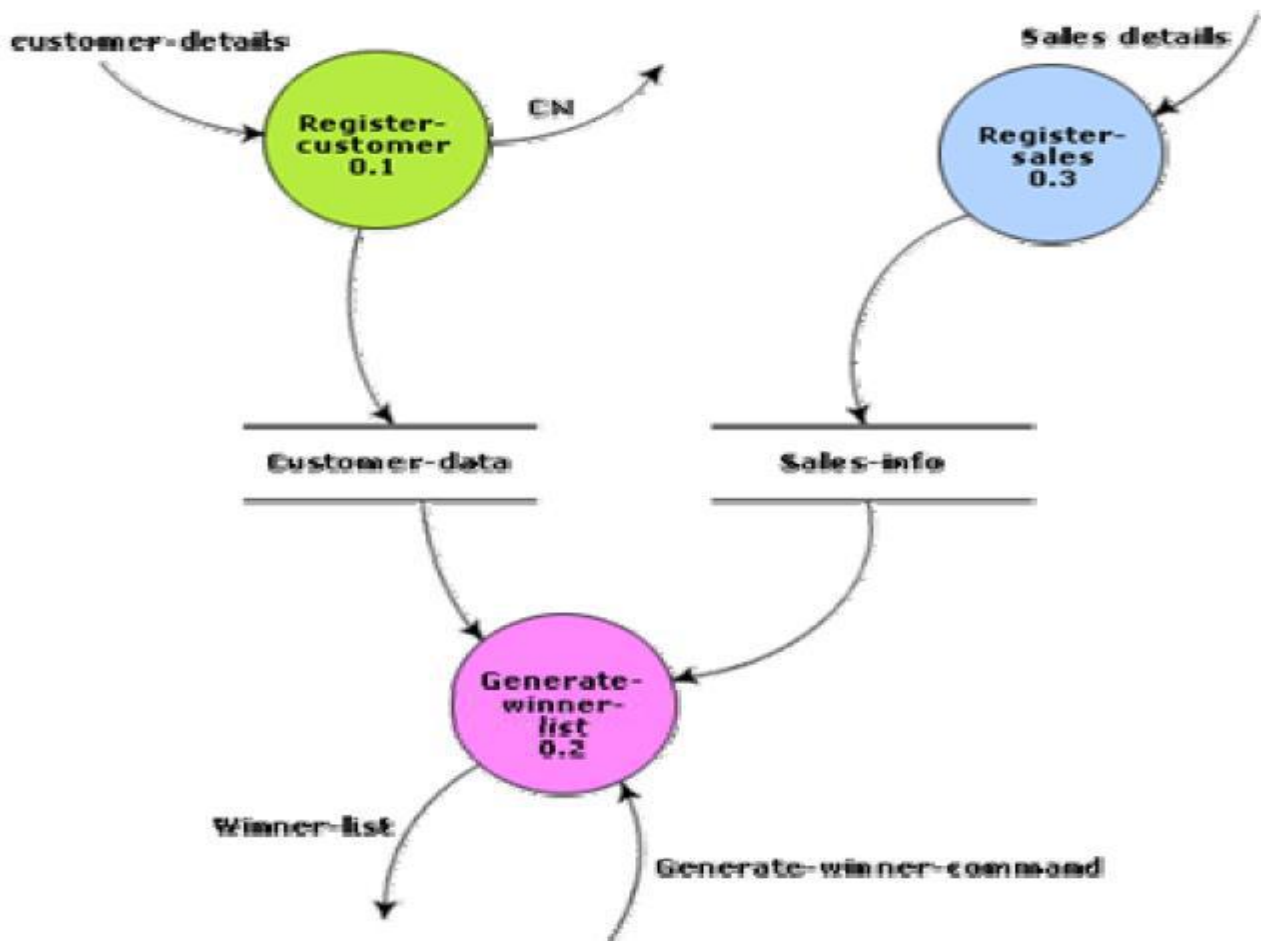 customer-details
Sales details
CN
Register-
customer
0.1
Register-
sales
0.3
Customer-data
Sales-info
Generate-
winner-
list
0.2
Winner-list
Generate-winner-command